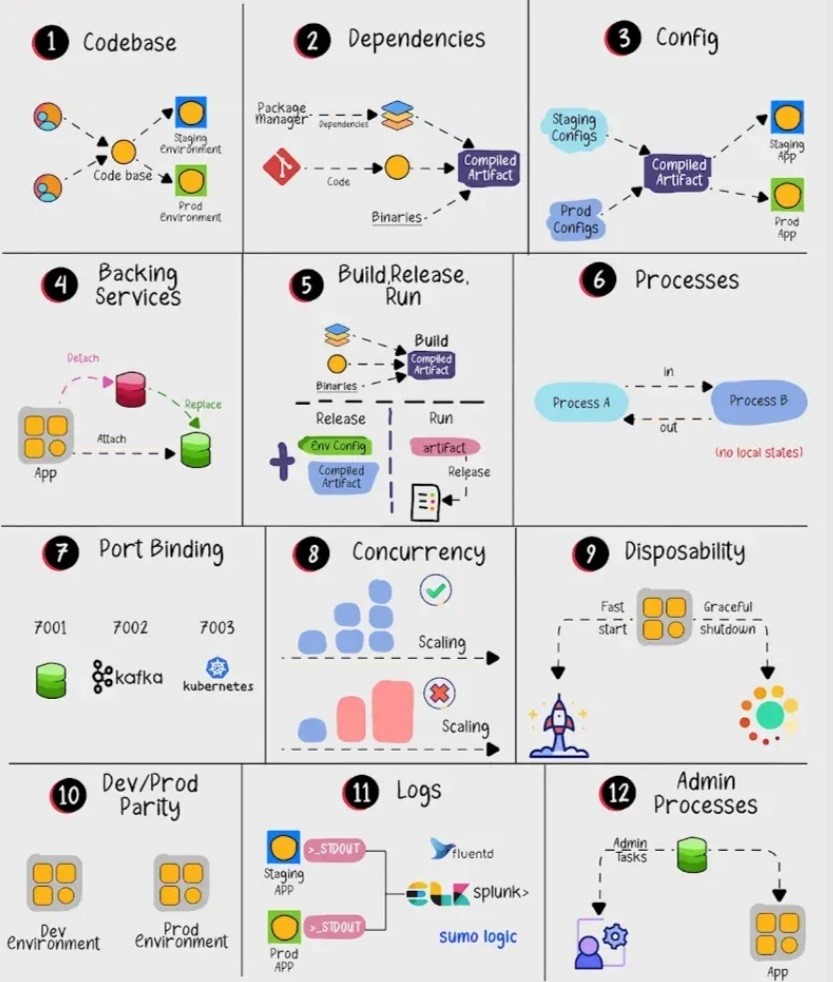 1 Codebase
Staging
Environment
Code base
Prod
Environment
2 Dependencies
Package
manager
Dependencies
Code
Compiled
Artifact
Binaries
3 Config
Staging
Configs
Compiled
Artifact
Prod
Configs
Staging
App
Prod
App
4 Backing
Services
Detach
Replace
Attach
App
5 Build,Release,
Run
Build
Compiled
Artifact
Binaries
Release
Env Config
Compiled
Artifact
Run
artifact
Release
6 Processes
in
Process A
Process B
out
(no local states)
7 Port Binding
7001 7002 7003
kafka
kubernetes
8 Concurrency
Scaling
Scaling
9 Disposability
Fast
start
Graceful
shutdown
10 Dev/Prod
Parity
Dev
Environment
Prod
Environment
11 Logs
>_STDOUT
Staging
APP
>_STDOUT
Prod
APP
fluentd
splunk>
sumo logic
12 Admin
Processes
Admin
Tasks
App